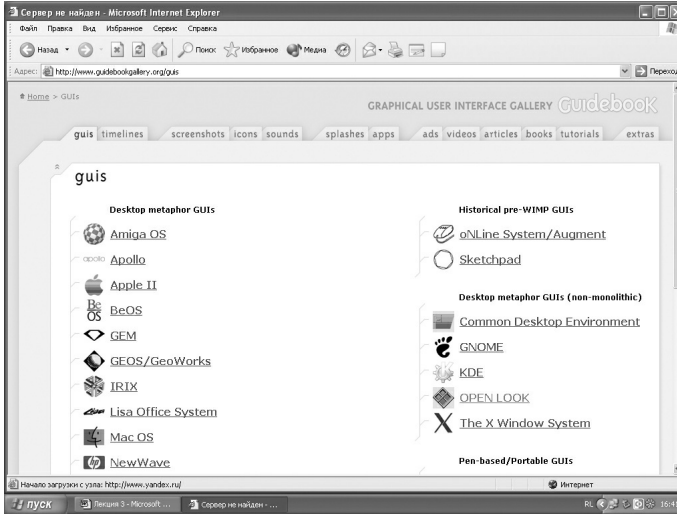 Сервер не найден - Microsoft Internet Explorer
Файл Правка Вид Избранное Сервис Справка
Назад Поиск Избранное Медиа
Адрес: http://www.guidebookgallery.org/guis Переход
Home > GUIs
GRAPHICAL USER INTERFACE GALLERY GUidebooK
guis timelines screenshots icons sounds splashes apps ads videos articles books tutorials extras
guis
Desktop metaphor GUIs
Amiga OS
apollo Apollo
Apple II
Be OS BeOS
GEM
GEOS/GeoWorks
IRIX
Lisa Lisa Office System
Mac OS
hp NewWave
Historical pre-WIMP GUIs
oNLine System/Augment
Sketchpad
Desktop metaphor GUIs (non-monolithic)
Common Desktop Environment
GNOME
KDE
OPEN LOOK
The X Window System
Pen-based/Portable GUIs
Начало загрузки с узла: http://www.yandex.ru/ Интернет
пуск Лекция 3 - Microsoft ... Сервер не найден - ... RL